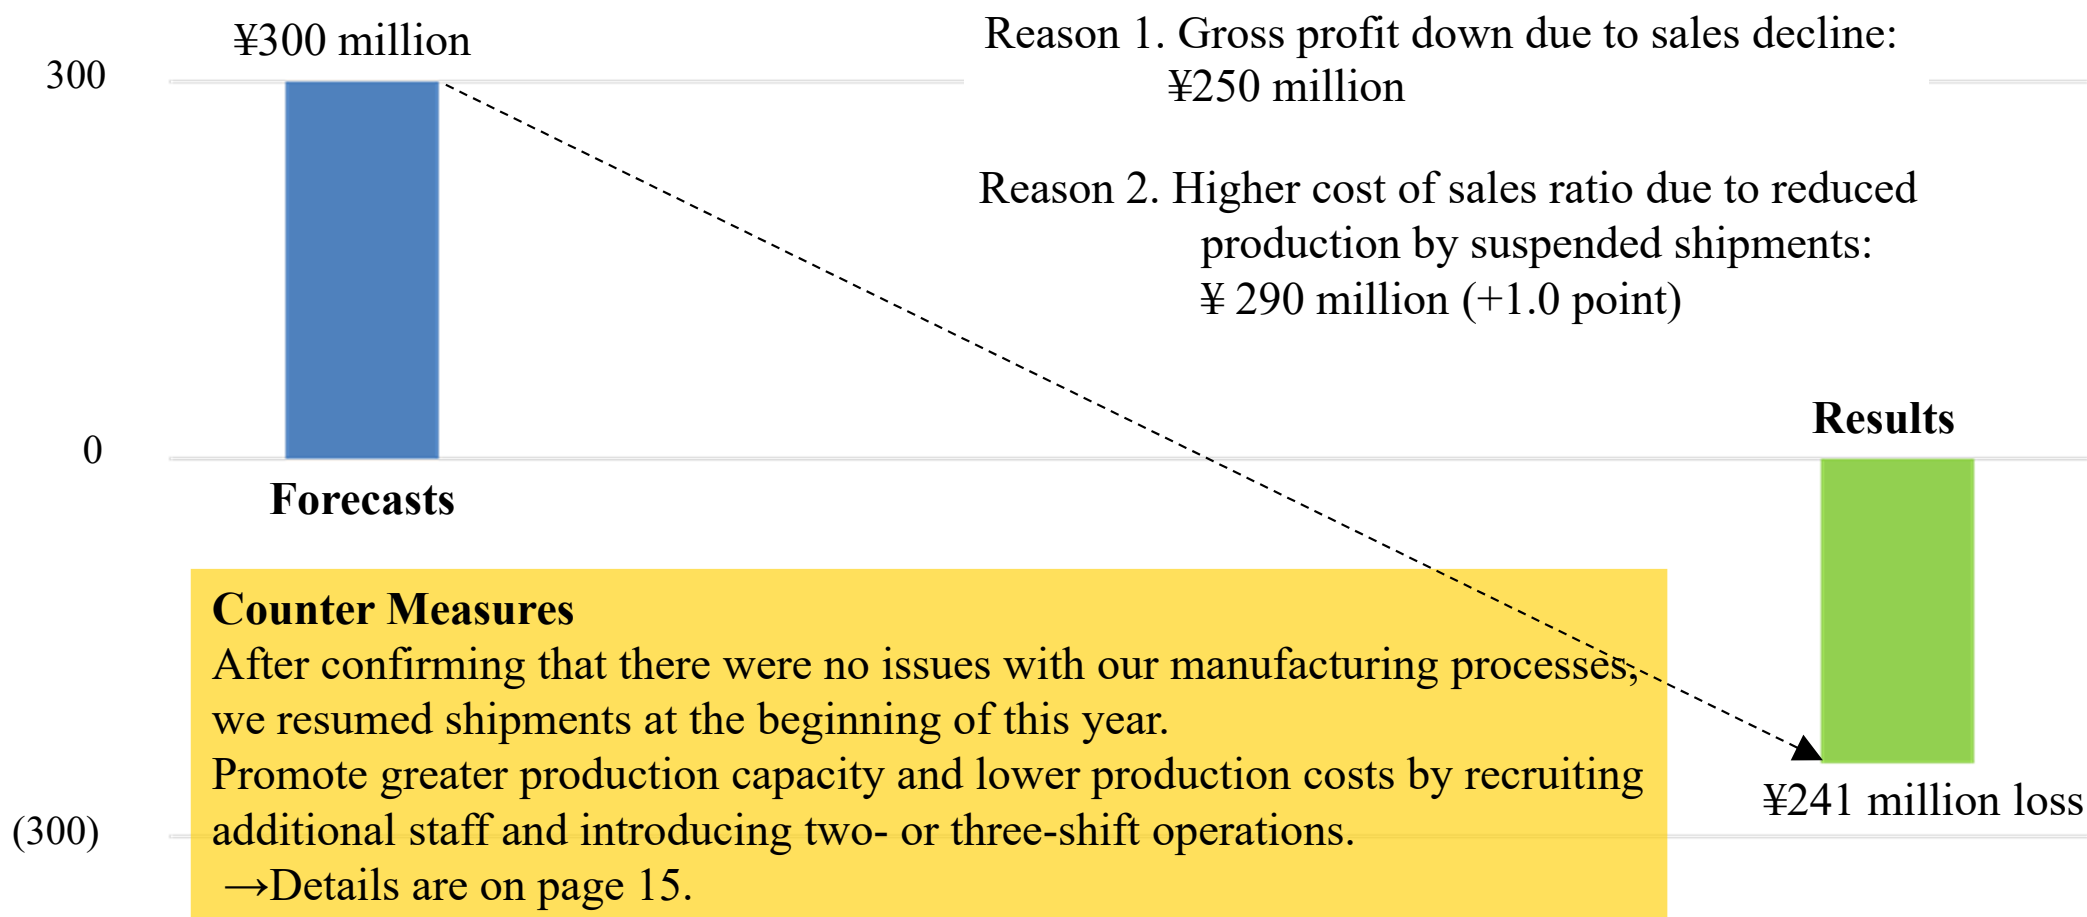 ¥300 million
300
Reason 1. Gross profit down due to sales decline:
¥250 million
Reason 2. Higher cost of sales ratio due to reduced
production by suspended shipments:
¥ 290 million (+1.0 point)
Results
0
Forecasts
Counter Measures
After confirming that there were no issues with our manufacturing processes,
we resumed shipments at the beginning of this year.
Promote greater production capacity and lower production costs by recruiting
additional staff and introducing two- or three-shift operations.
→Details are on page 15.
¥241 million loss
(300)